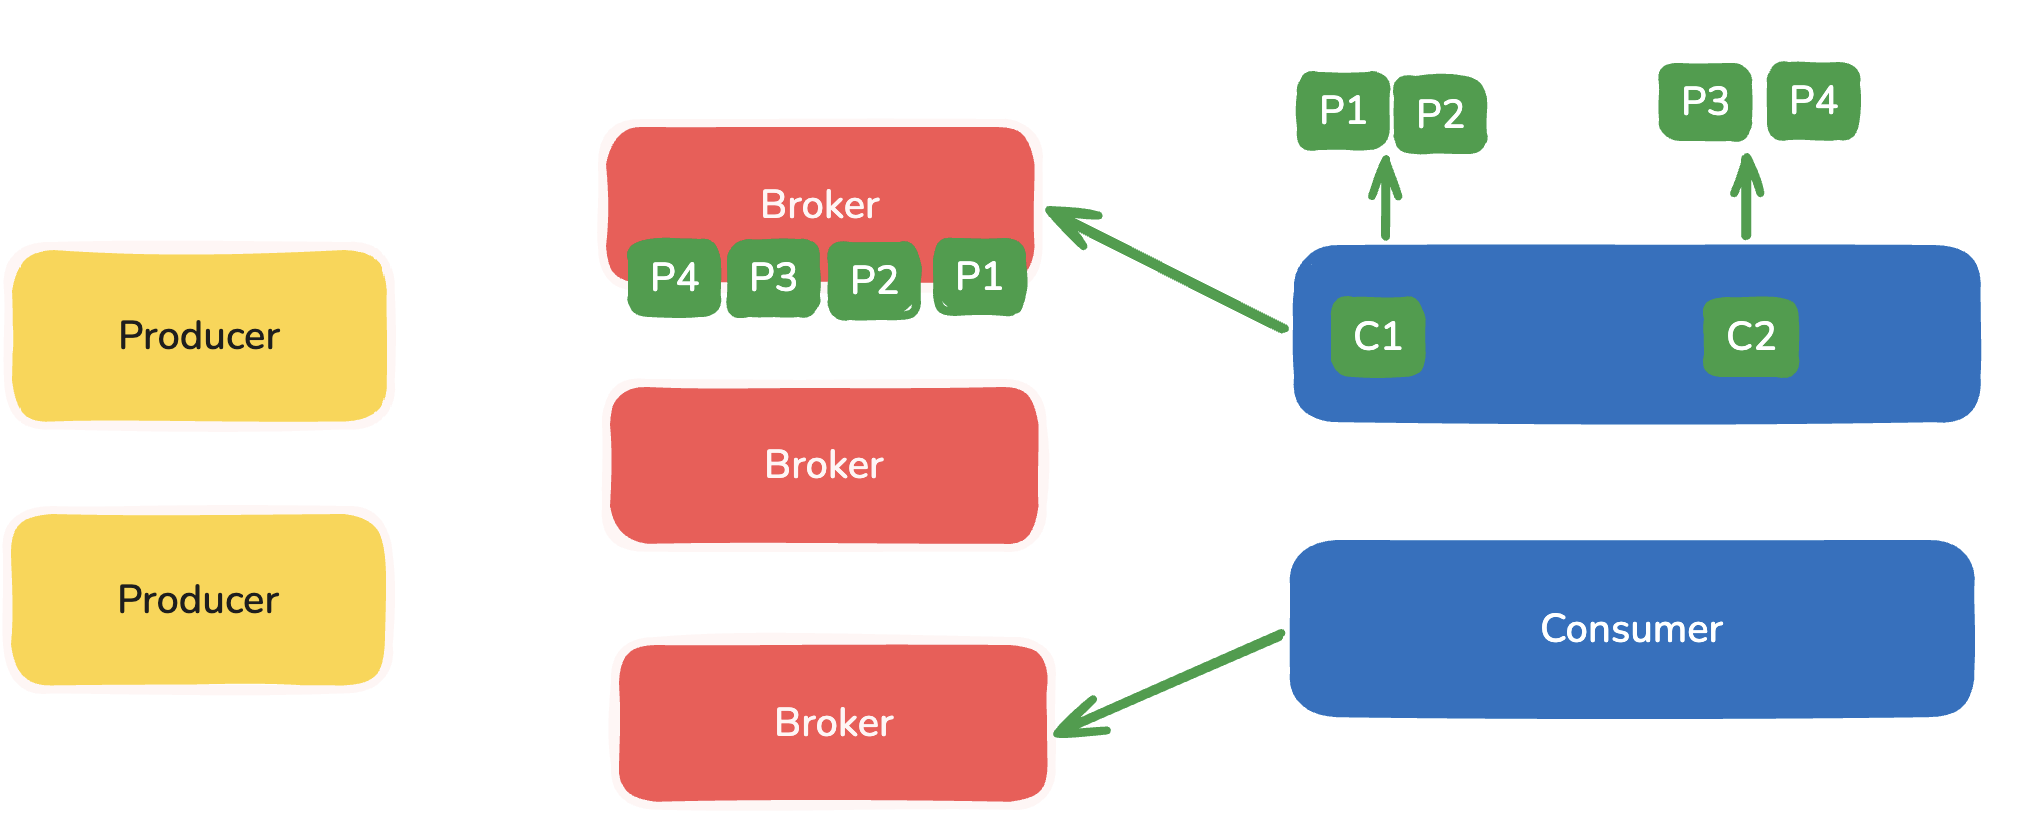 Producer
Producer
Broker
P4 P3 P2 P1
Broker
Broker
P1 P2
P3 P4
C1
C2
Consumer